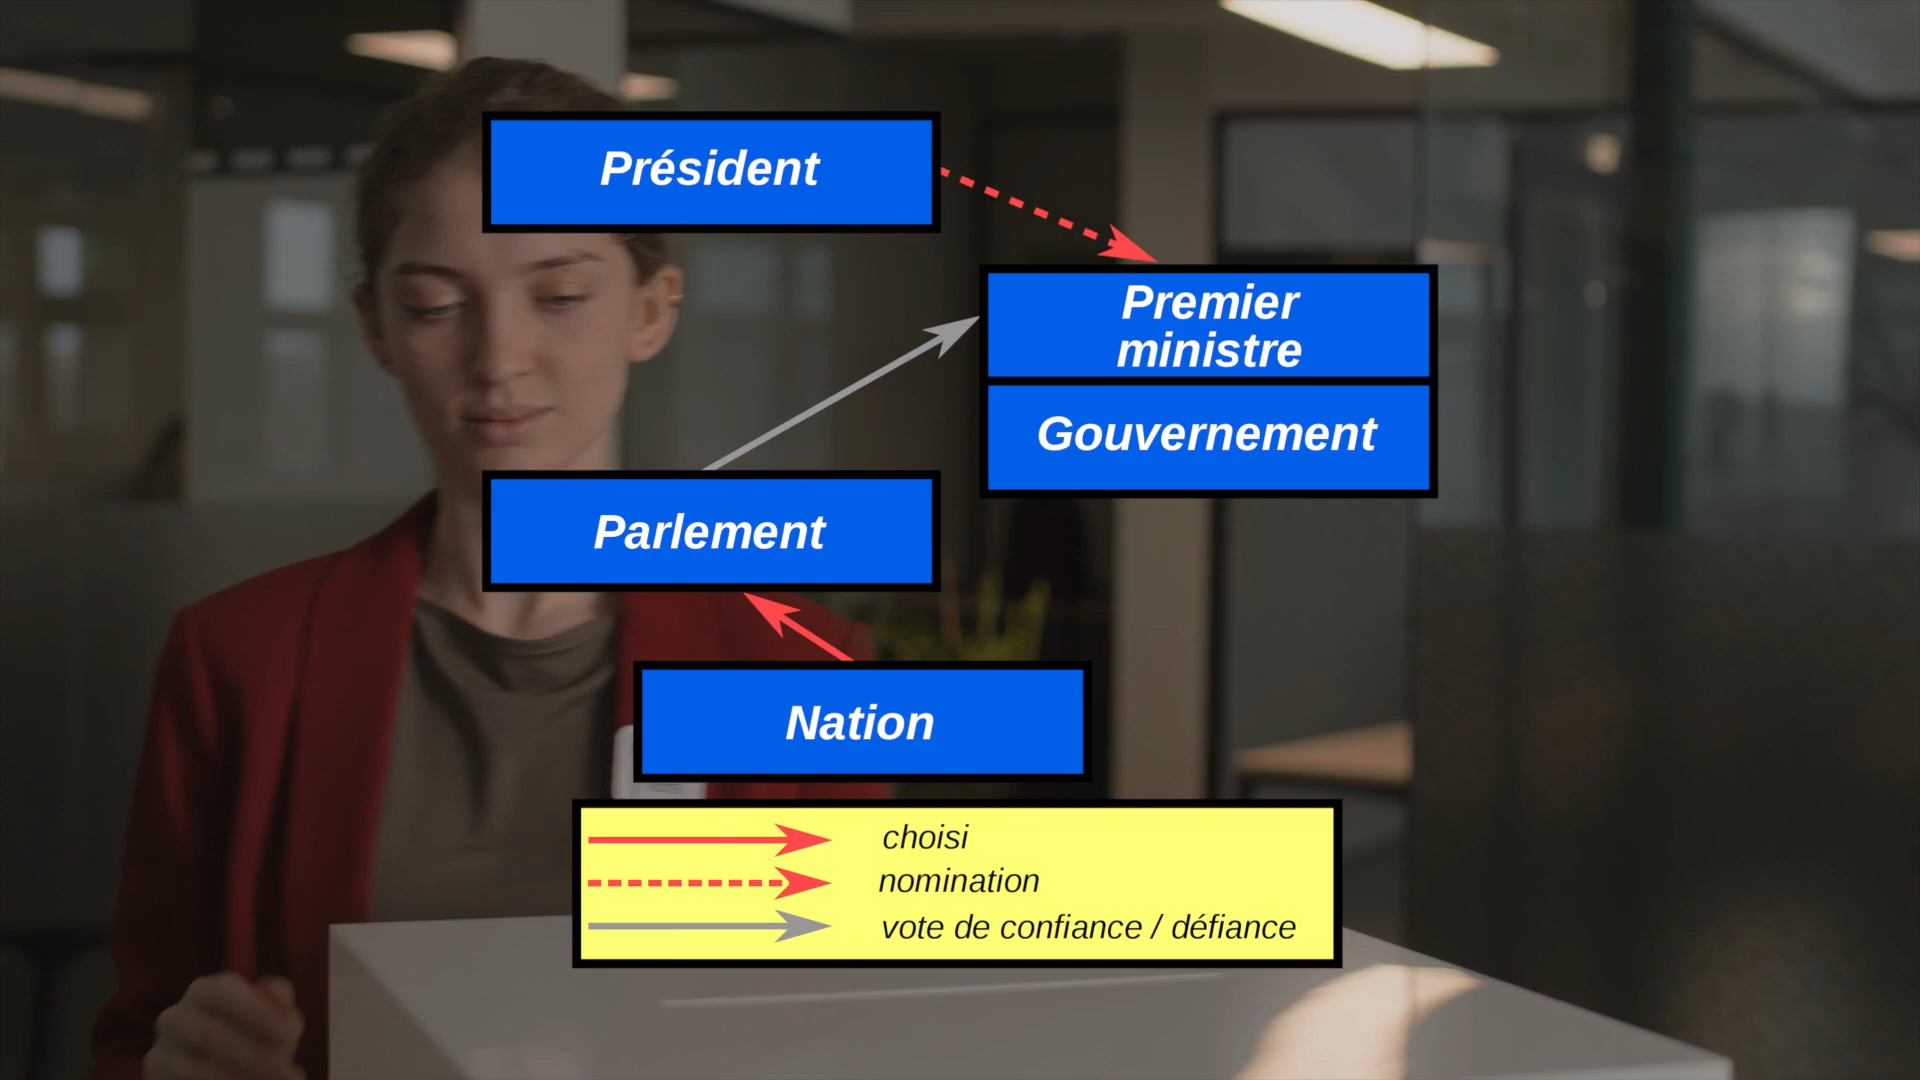 Président
Premier
ministre
Gouvernement
Parlement
Nation
choisi
nomination
vote de confiance / défiance